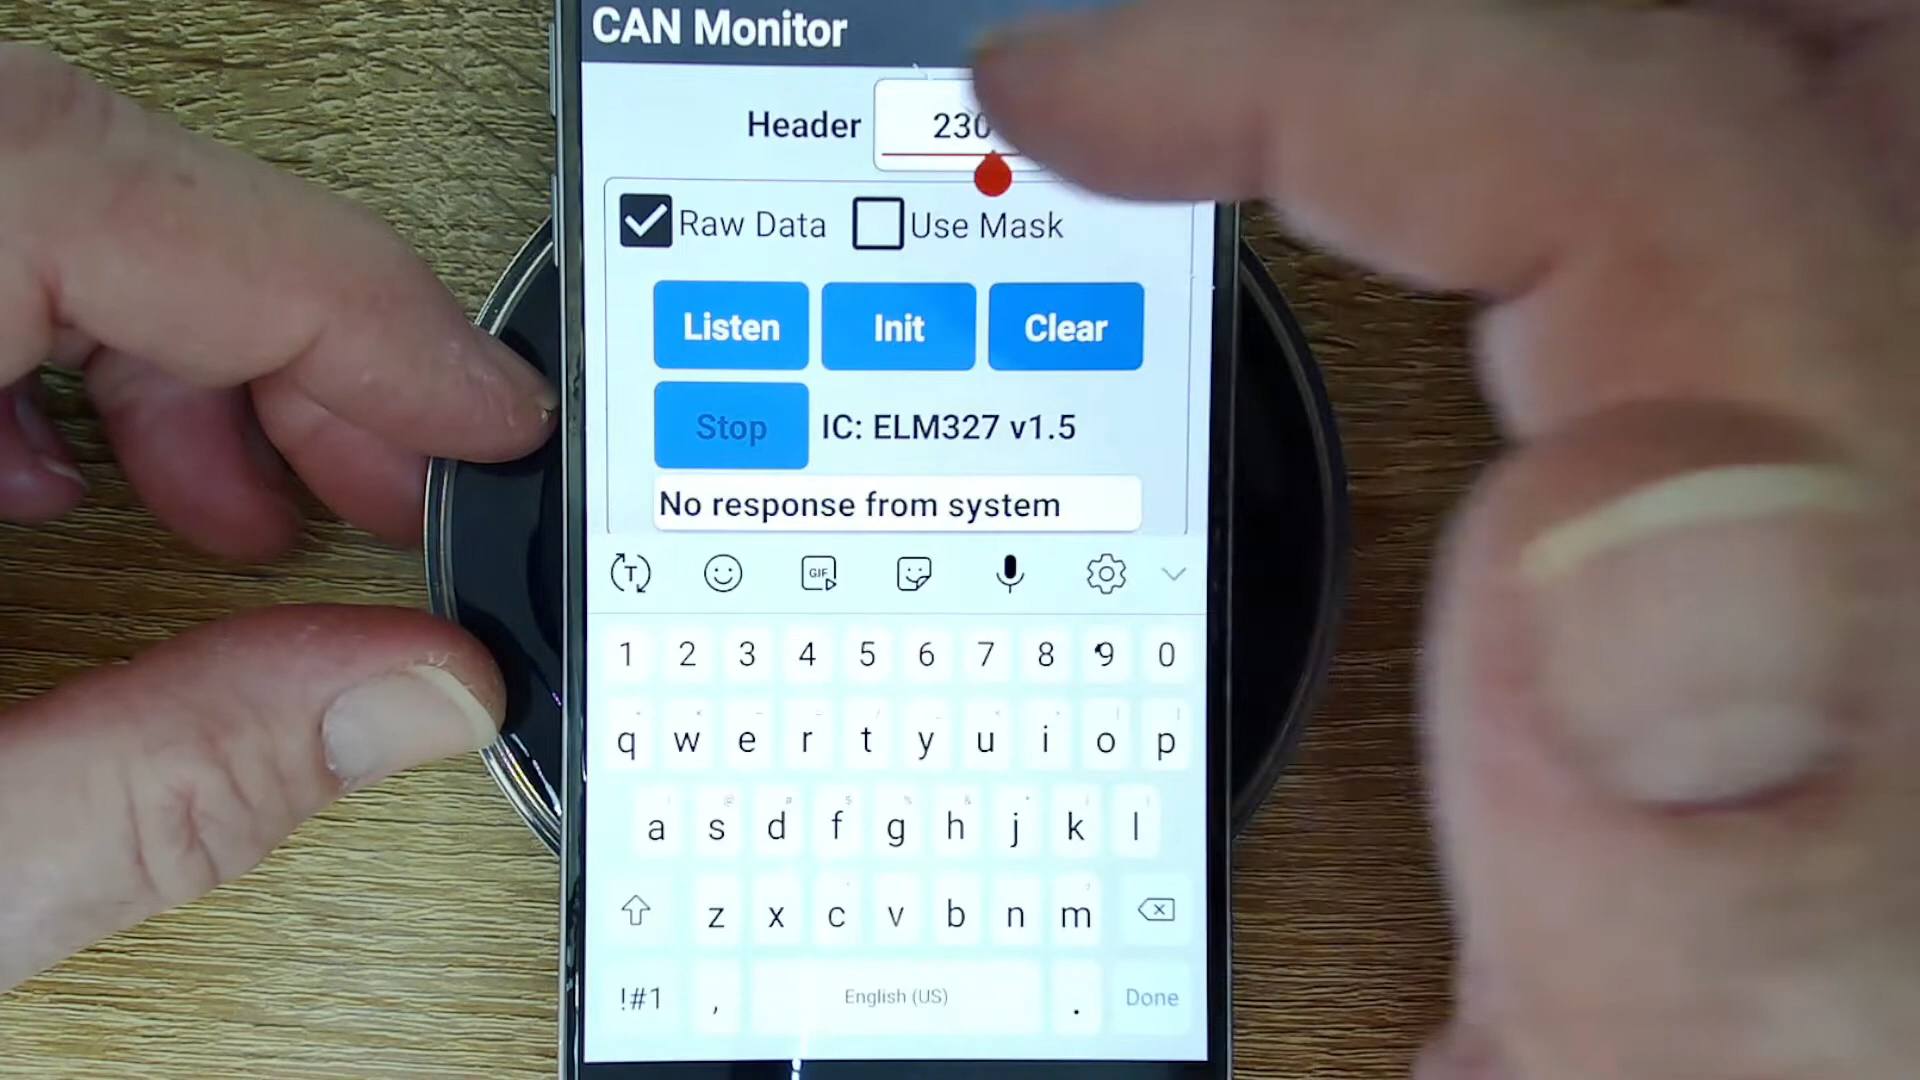 CAN Monitor
Header 230
Raw Data Use Mask
Listen Init Clear
Stop IC: ELM327 v1.5
No response from system
GIF
1 2 3 4 5 6 7 8 9 0
q w e r t y u i o p
a s d f g h j k l
z x c v b n m
!#1 , English (US) . Done